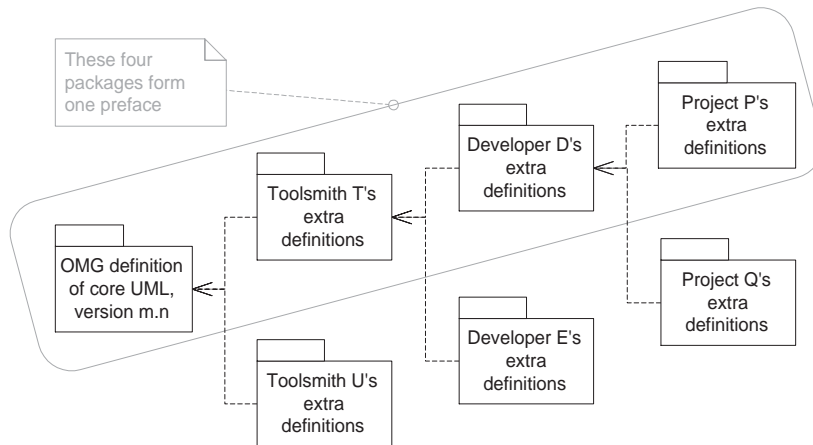 These four
packages form
one preface
Project P's
extra
definitions
Developer D's
extra
definitions
Toolsmith T's
extra
definitions
OMG definition
of core UML,
version m.n
Project Q's
extra
definitions
Developer E's
extra
definitions
Toolsmith U's
extra
definitions